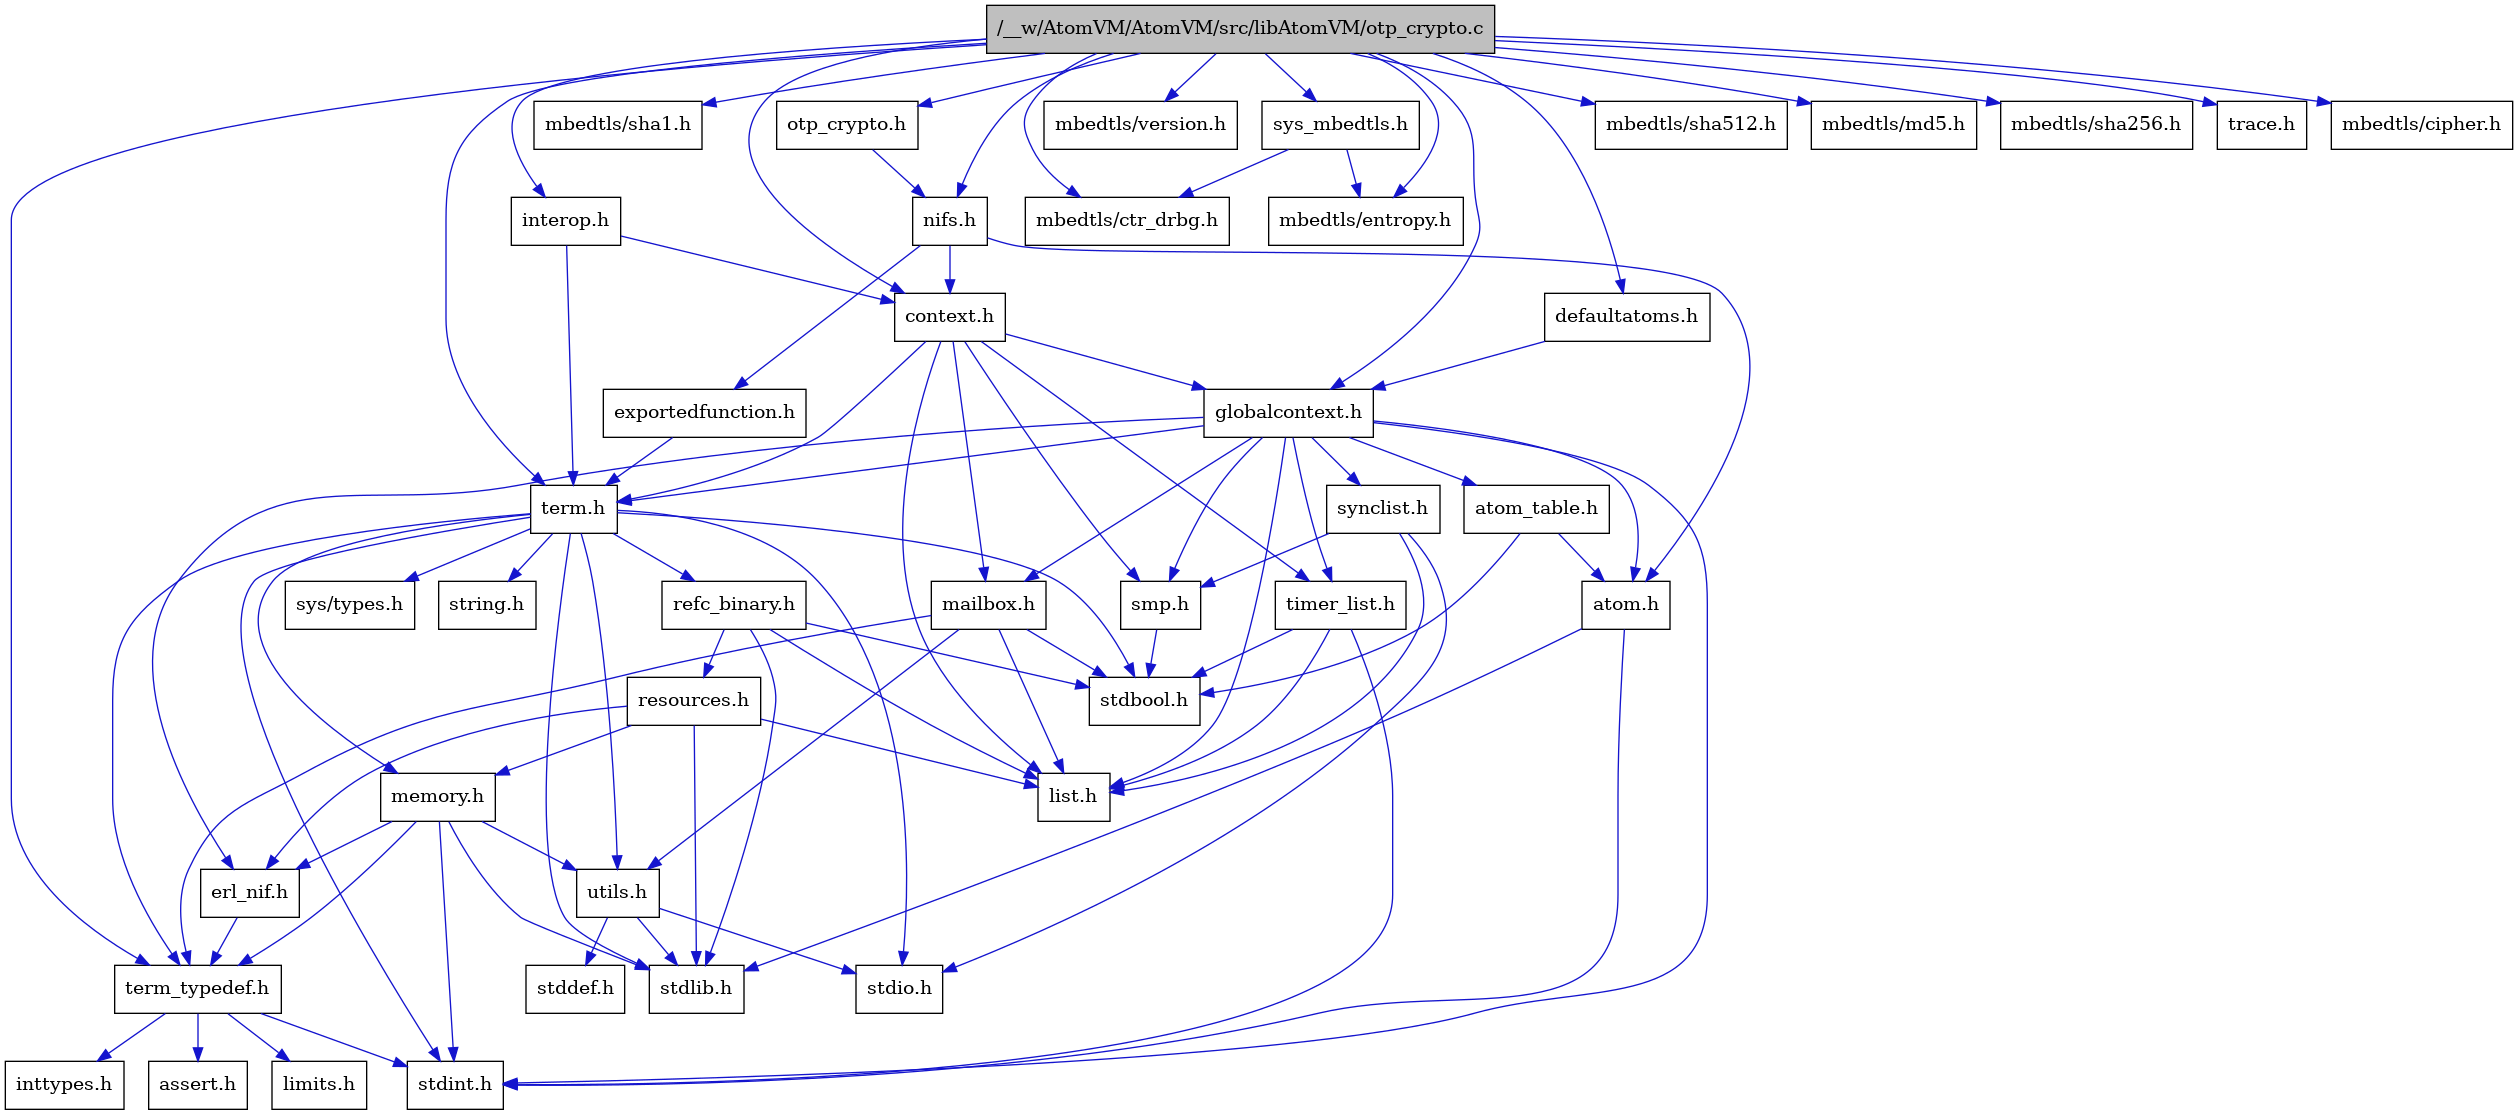 /__w/AtomVM/AtomVM/src/libAtomVM/otp_crypto.c
mbedtls/sha1.h
otp_crypto.h
mbedtls/version.h
sys_mbedtls.h
mbedtls/sha512.h
mbedtls/md5.h
mbedtls/sha256.h
trace.h
mbedtls/cipher.h
interop.h
nifs.h
mbedtls/ctr_drbg.h
mbedtls/entropy.h
context.h
defaultatoms.h
exportedfunction.h
globalcontext.h
term.h
synclist.h
atom_table.h
sys/types.h
string.h
refc_binary.h
mailbox.h
smp.h
timer_list.h
atom.h
resources.h
stdbool.h
memory.h
list.h
erl_nif.h
utils.h
term_typedef.h
stddef.h
stdlib.h
stdio.h
inttypes.h
assert.h
limits.h
stdint.h